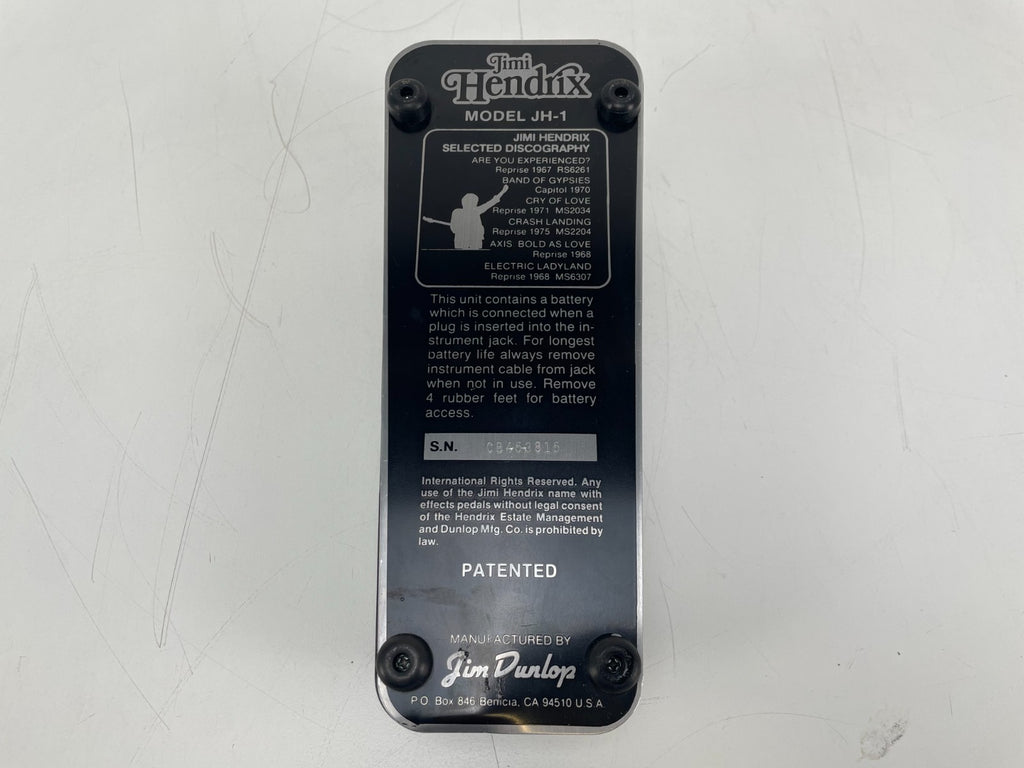 Jimi
Hendrix
MODEL JH-1
JIMI HENDRIX
SELECTED DISCOGRAPHY
ARE YOU EXPERIENCED?
Reprise 1967 RS6261
BAND OF GYPSIES
Capitol 1970
CRY OF LOVE
Reprise 1971 MS2034
CRASH LANDING
Reprise 1975 MS2204
AXIS: BOLD AS LOVE
Reprise 1968
ELECTRIC LADYLAND
Reprise 1968 MS6307
This unit contains a battery
which is connected when a
plug is inserted into the in-
strument jack. For longest
battery life always remove
instrument cable from jack
when not in use. Remove
4 rubber feet for battery
access.
S.N.
International Rights Reserved. Any
use of the Jimi Hendrix name with
effects pedals without legal consent
of the Hendrix Estate Management
and Dunlop Mfg. Co. is prohibited by
law.
PATENTED
MANUFACTURED BY
Jim Dunlop
P.O. Box 846 Benicia, CA 94510 U.S.A.